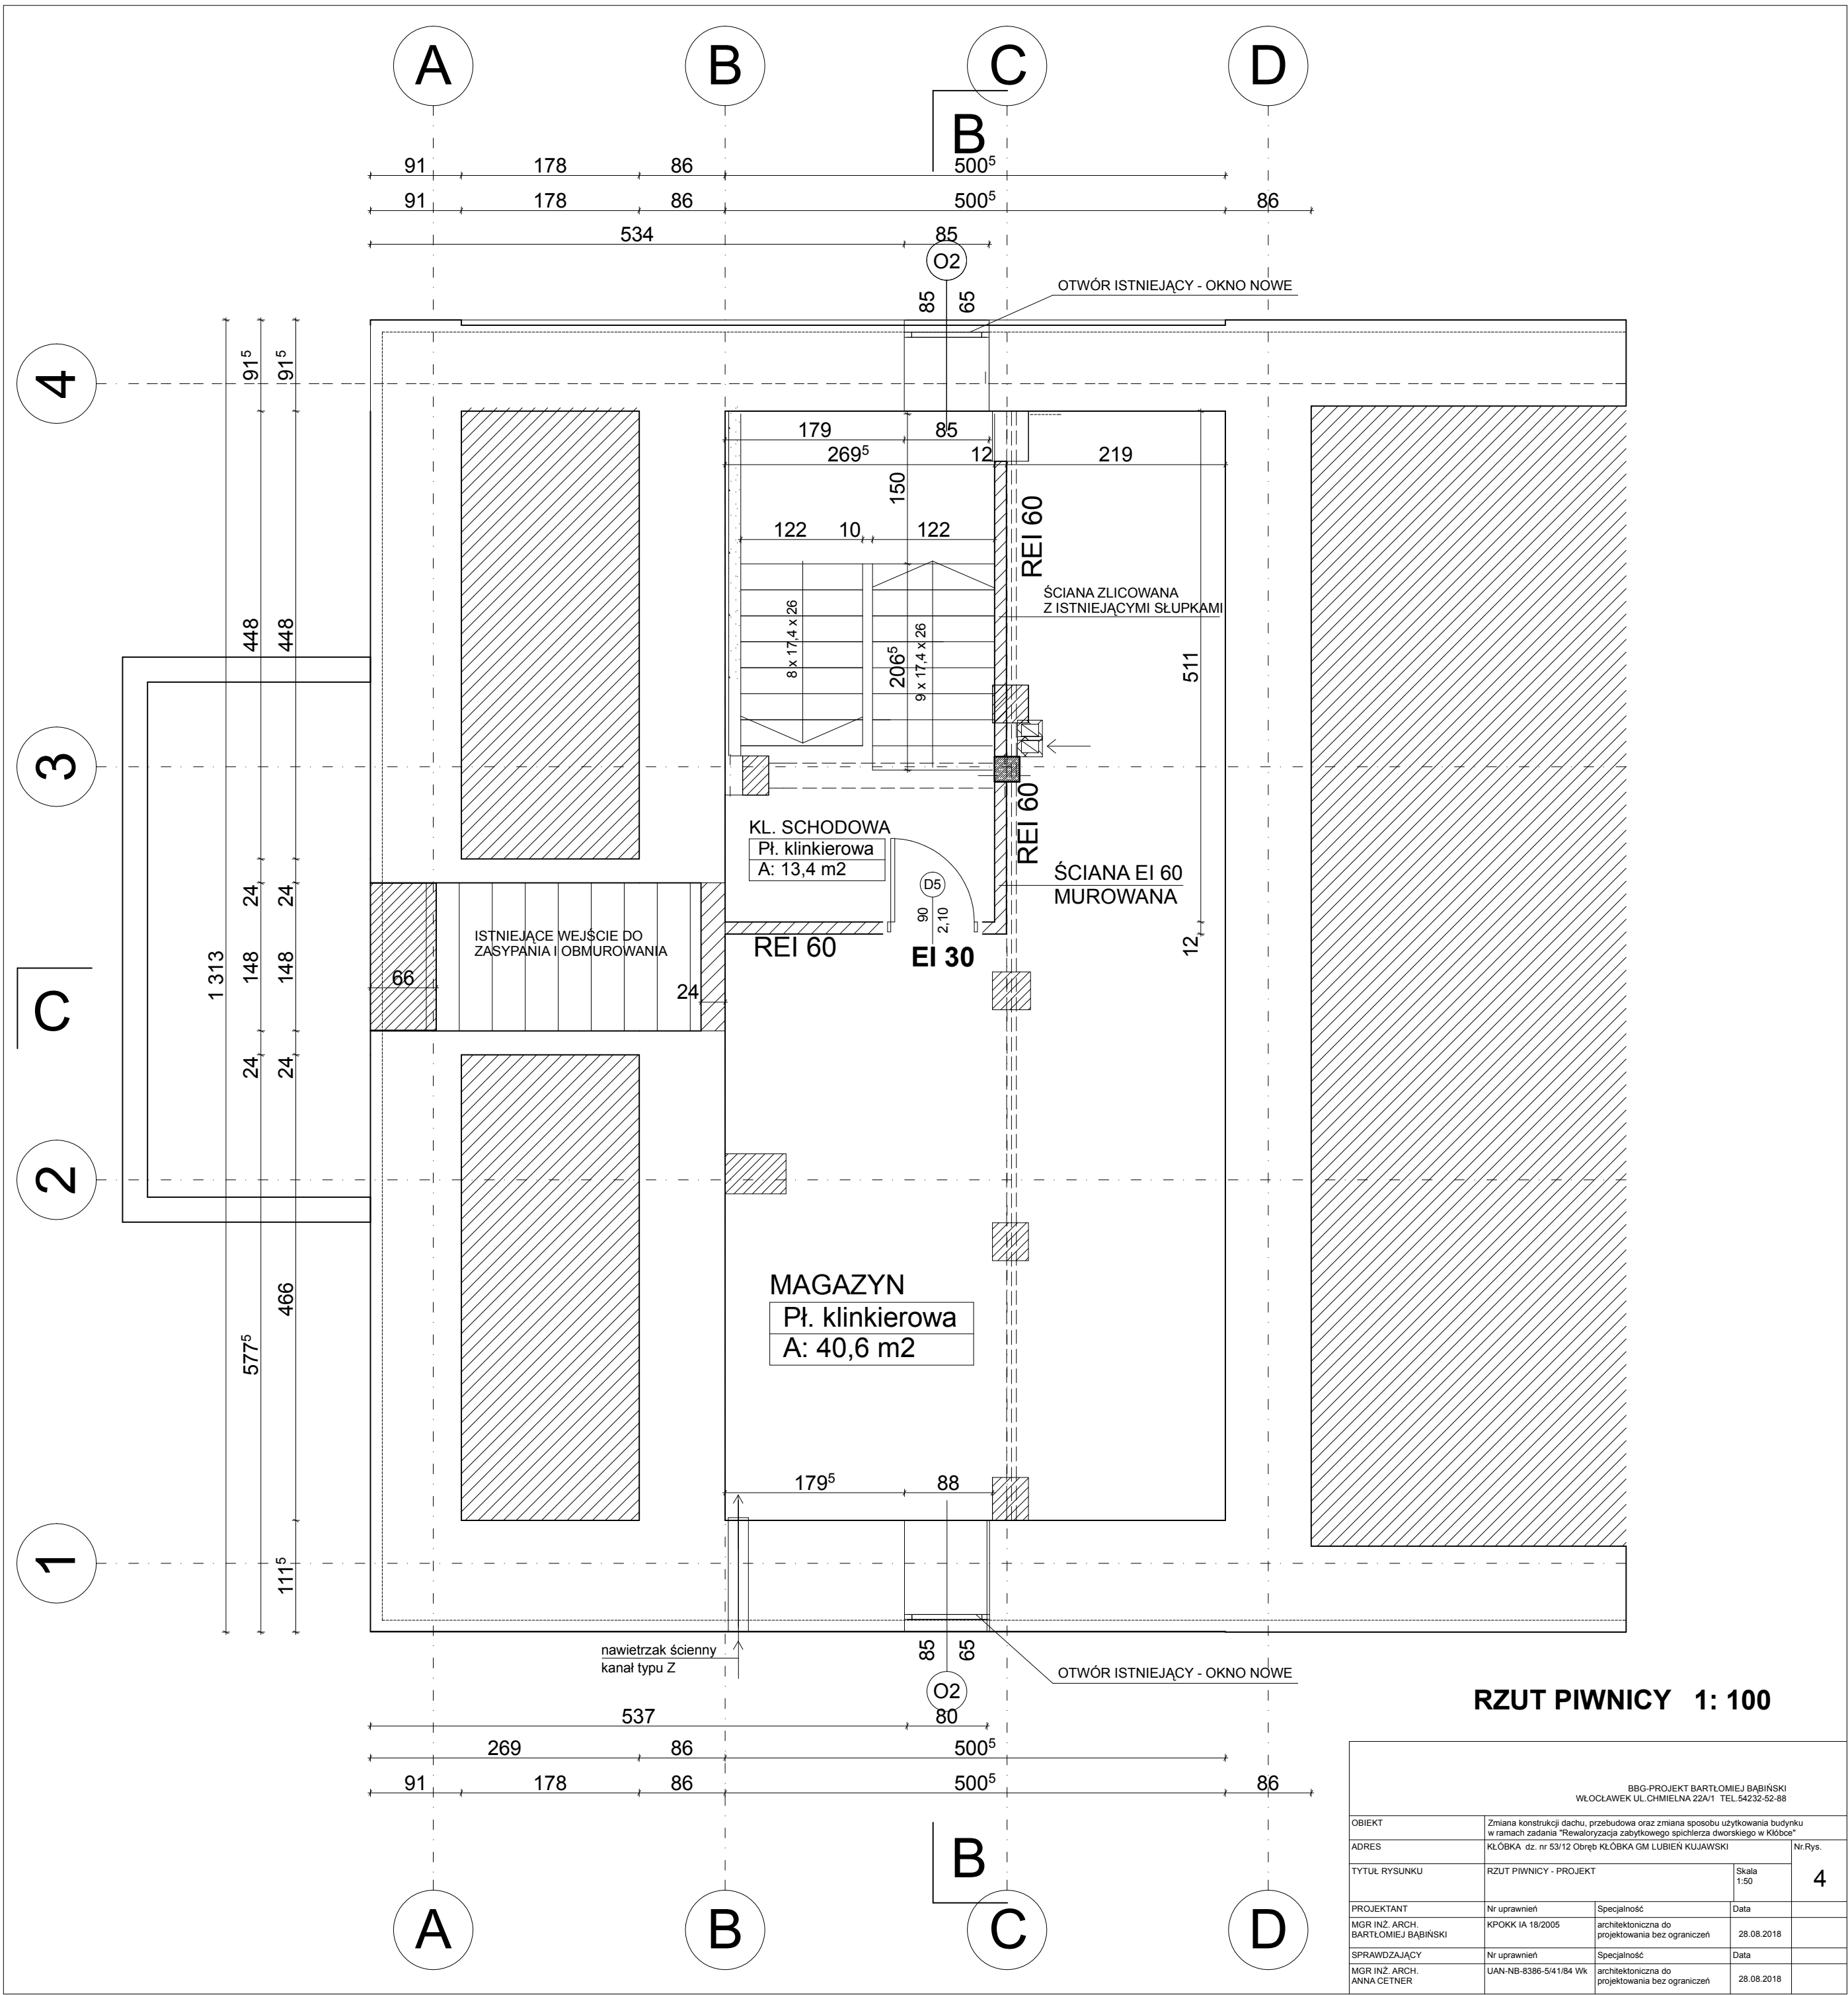 A B C D
B
91 178 86 500⁵
91 178 86 500⁵ 86
534 85
O2
85 65
OTWÓR ISTNIEJĄCY - OKNO NOWE
4
91⁵ 91⁵
179 85
269⁵ 12 219
150
122 10 122
REI 60
ŚCIANA ZLICOWANA
Z ISTNIEJĄCYMI SŁUPKAMI
8 x 17,4 x 26
206⁵
9 x 17,4 x 26
448 448
511
3
REI 60
KL. SCHODOWA
Pł. klinkierowa
A: 13,4 m2
D5
90
2,10
ŚCIANA EI 60
MUROWANA
24 24
ISTNIEJĄCE WEJŚCIE DO
ZASYPANIA I OBMUROWANIA
REI 60
EI 30
12
1 313
148 148
66
24
C
24 24
2
MAGAZYN
Pł. klinkierowa
A: 40,6 m2
466
577⁵
179⁵ 88
1
111⁵
nawietrzak ścienny
kanał typu Z
85 65
OTWÓR ISTNIEJĄCY - OKNO NOWE
O2
537 80
269 86 500⁵
91 178 86 500⁵ 86
B
A B C D
RZUT PIWNICY 1: 100
BBG-PROJEKT BARTŁOMIEJ BĄBIŃSKI
WŁOCŁAWEK UL.CHMIELNA 22A/1 TEL.54232-52-88
OBIEKT
Zmiana konstrukcji dachu, przebudowa oraz zmiana sposobu użytkowania budynku
w ramach zadania "Rewaloryzacja zabytkowego spichlerza dworskiego w Kłóbce"
ADRES
KŁÓBKA dz. nr 53/12 Obręb KŁÓBKA GM LUBIEŃ KUJAWSKI
Nr.Rys.
TYTUŁ RYSUNKU
RZUT PIWNICY - PROJEKT
Skala
1:50
4
PROJEKTANT Nr uprawnień Specjalność Data
MGR INŻ. ARCH.
BARTŁOMIEJ BĄBIŃSKI
KPOKK IA 18/2005
architektoniczna do
projektowania bez ograniczeń
28.08.2018
SPRAWDZAJĄCY Nr uprawnień Specjalność Data
MGR INŻ. ARCH.
ANNA CETNER
UAN-NB-8386-5/41/84 Wk
architektoniczna do
projektowania bez ograniczeń
28.08.2018